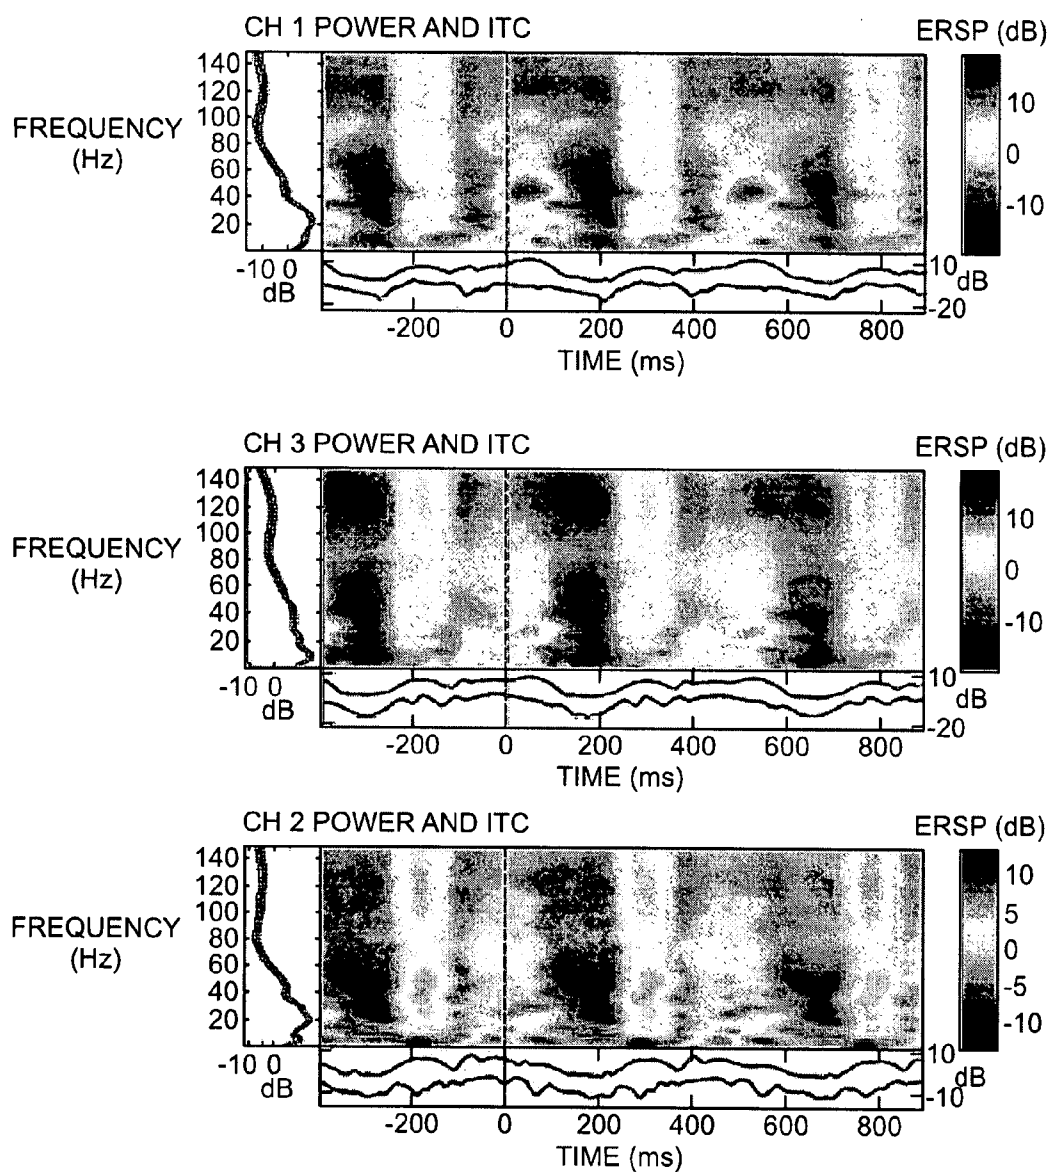 CH 1 POWER AND ITC
ERSP (dB)
FREQUENCY
(Hz)
140
120
100
80
60
40
20
10
0
-10
-10 0
dB
10
dB
-20
-200 0 200 400 600 800
TIME (ms)
CH 3 POWER AND ITC
ERSP (dB)
FREQUENCY
(Hz)
140
120
100
80
60
40
20
10
0
-10
-10 0
dB
10
dB
-20
-200 0 200 400 600 800
TIME (ms)
CH 2 POWER AND ITC
ERSP (dB)
FREQUENCY
(Hz)
140
120
100
80
60
40
20
10
5
0
-5
-10
-10 0
dB
10
dB
-10
-200 0 200 400 600 800
TIME (ms)